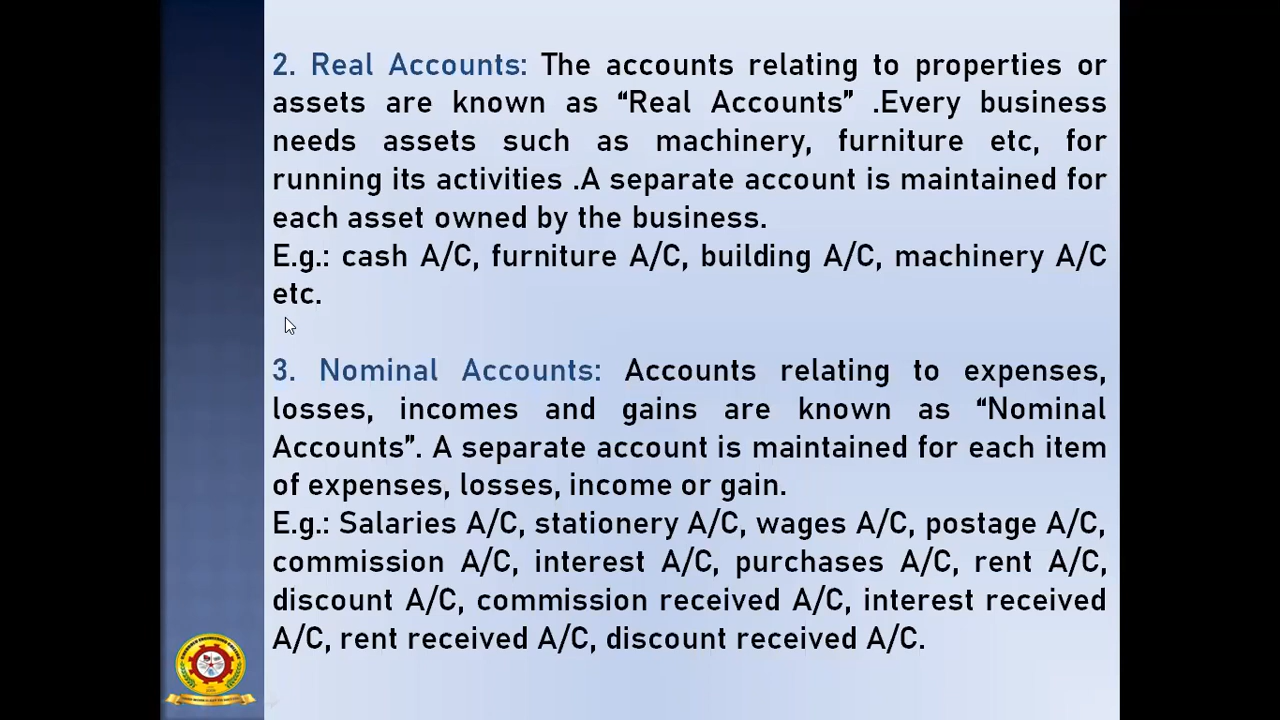 2. Real Accounts: The accounts relating to properties or
assets are known as “Real Accounts” .Every business
needs assets such as machinery, furniture etc, for
running its activities .A separate account is maintained for
each asset owned by the business.
E.g.: cash A/C, furniture A/C, building A/C, machinery A/C
etc.
3. Nominal Accounts: Accounts relating to expenses,
losses, incomes and gains are known as “Nominal
Accounts”. A separate account is maintained for each item
of expenses, losses, income or gain.
E.g.: Salaries A/C, stationery A/C, wages A/C, postage A/C,
commission A/C, interest A/C, purchases A/C, rent A/C,
discount A/C, commission received A/C, interest received
A/C, rent received A/C, discount received A/C.